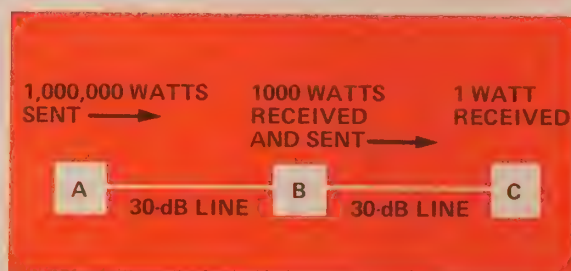 1,000,000 WATTS
SENT
1000 WATTS
RECEIVED
AND SENT
1 WATT
RECEIVED
A
B
C
30-dB LINE
30-dB LINE